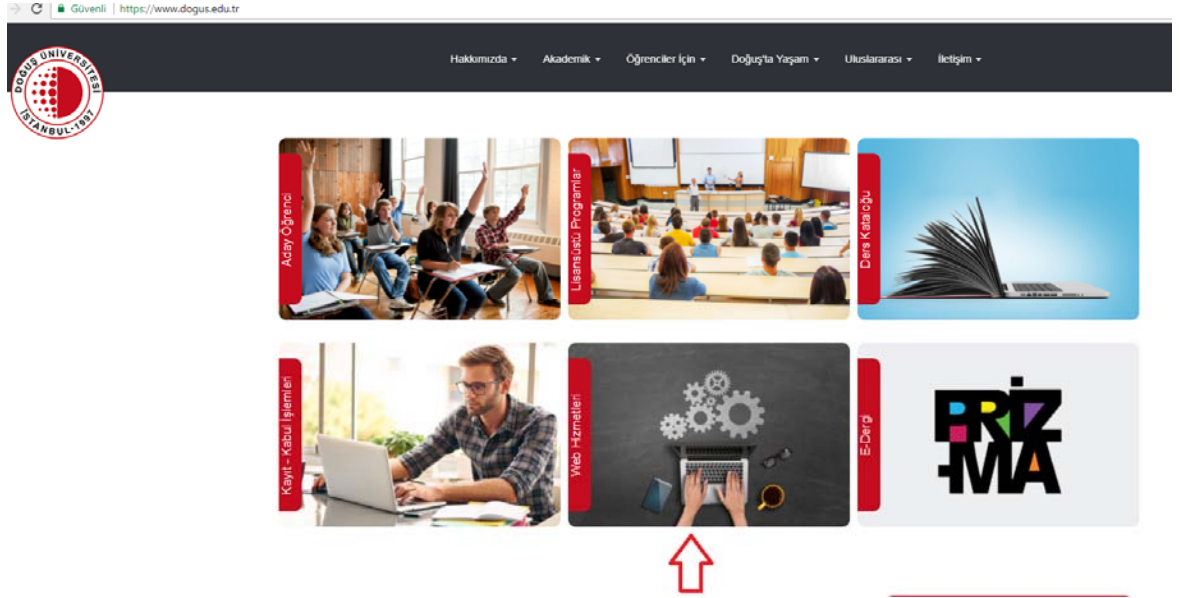 Güvenli | https://www.dogus.edu.tr
DOĞUŞ ÜNİVERSİTESİ
İSTANBUL-1997
Hakkımızda Akademik Öğrenciler İçin Doğuş'ta Yaşam Uluslararası İletişim
Aday Öğrenci
Lisansüstü Programlar
Ders Kataloğu
Kayıt - Kabul İşlemleri
Web Hizmetleri
E-Dergi
PRİZ
-MA